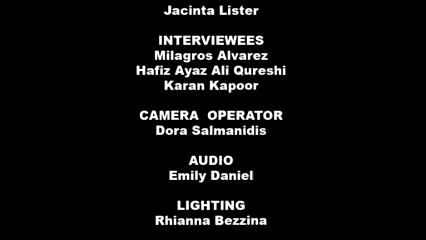 Jacinta Lister
INTERVIEWEES
Milagros Alvarez
Hafiz Ayaz Ali Qureshi
Karan Kapoor
CAMERA OPERATOR
Dora Salmanidis
AUDIO
Emily Daniel
LIGHTING
Rhianna Bezzina